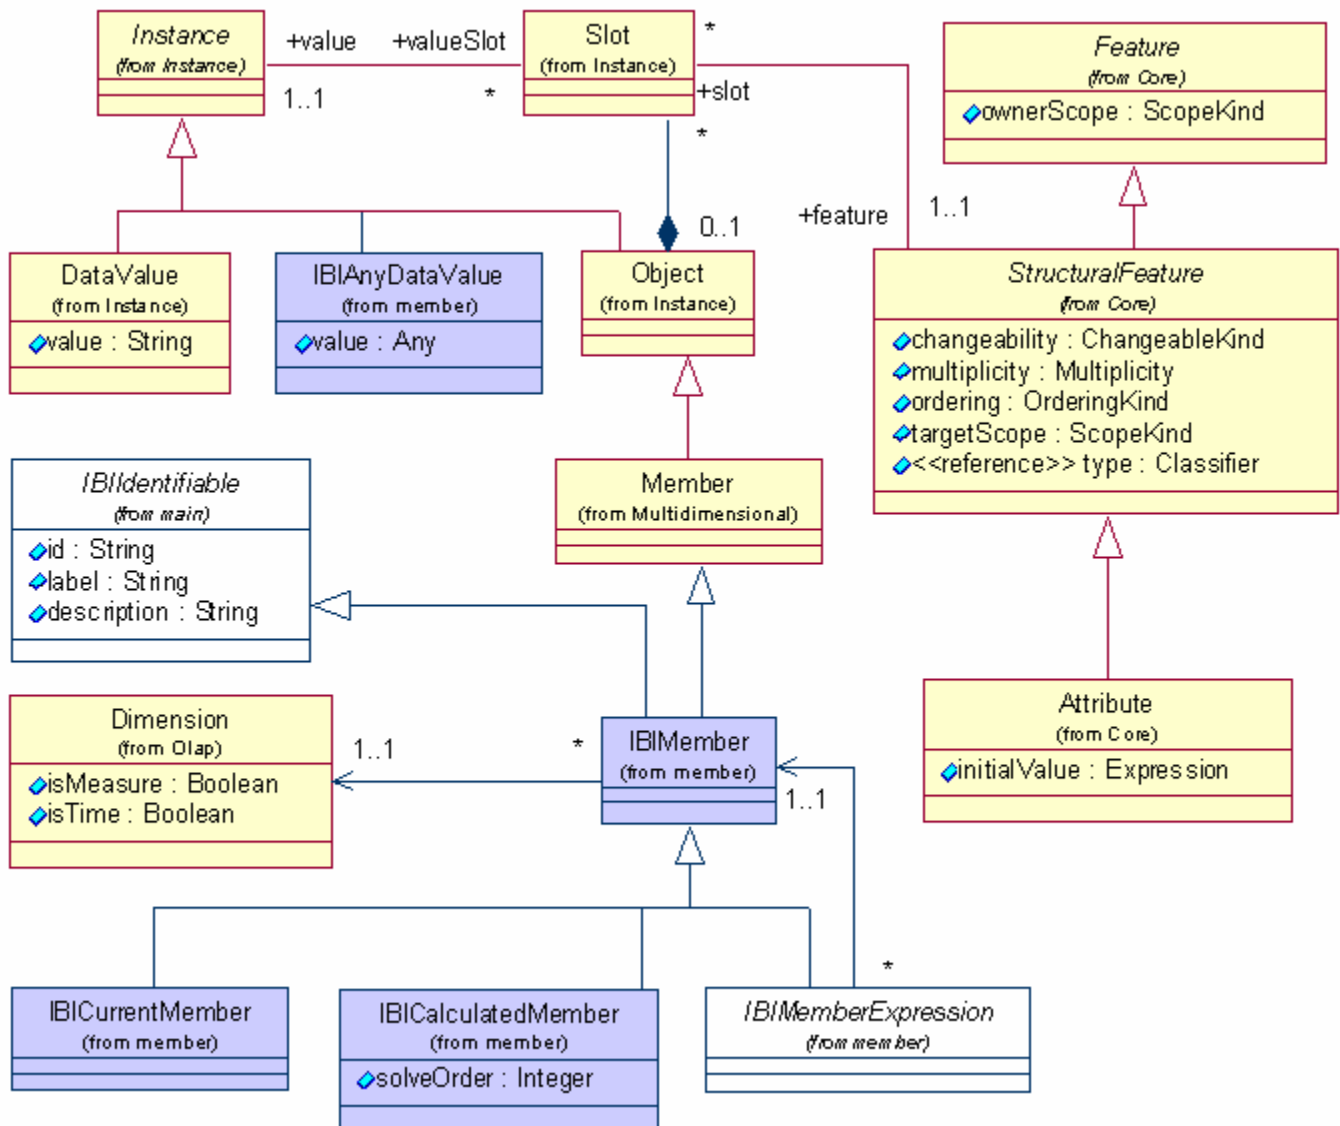 Instance
(from Instance)
+value
+valueSlot
1..1
*
Slot
(from Instance)
*
+slot
*
Feature
(from Core)
ownerScope : ScopeKind
+feature
1..1
0..1
DataValue
(from Instance)
value : String
IBIAnyDataValue
(from member)
value : Any
Object
(from Instance)
StructuralFeature
(from Core)
changeability : ChangeableKind
multiplicity : Multiplicity
ordering : OrderingKind
targetScope : ScopeKind
<<reference>> type : Classifier
IBIIdentifiable
(from main)
id : String
label : String
description : String
Member
(from Multidimensional)
Dimension
(from Olap)
isMeasure : Boolean
isTime : Boolean
1..1
*
IBIMember
(from member)
1..1
Attribute
(from Core)
initialValue : Expression
*
IBICurrentMember
(from member)
IBICalculatedMember
(from member)
solveOrder : Integer
IBIMemberExpression
(from member)